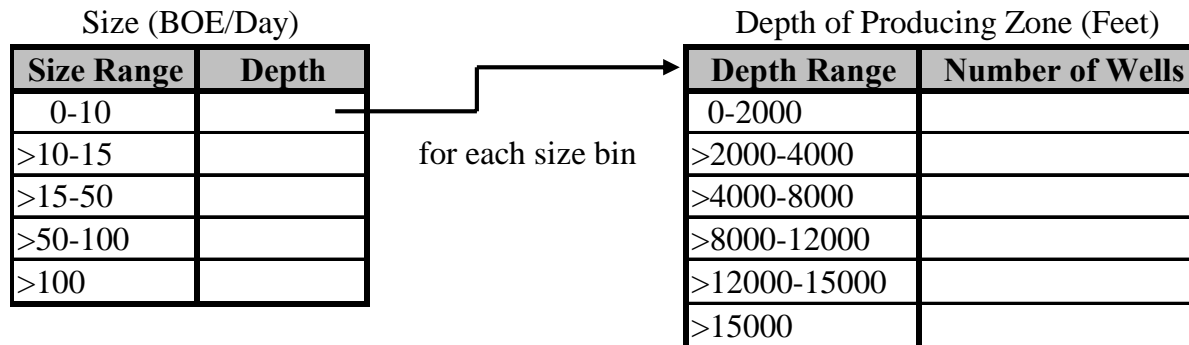 Size (BOE/Day)
Size Range Depth
0-10
>10-15
>15-50
>50-100
>100
for each size bin
Depth of Producing Zone (Feet)
Depth Range Number of Wells
0-2000
>2000-4000
>4000-8000
>8000-12000
>12000-15000
>15000